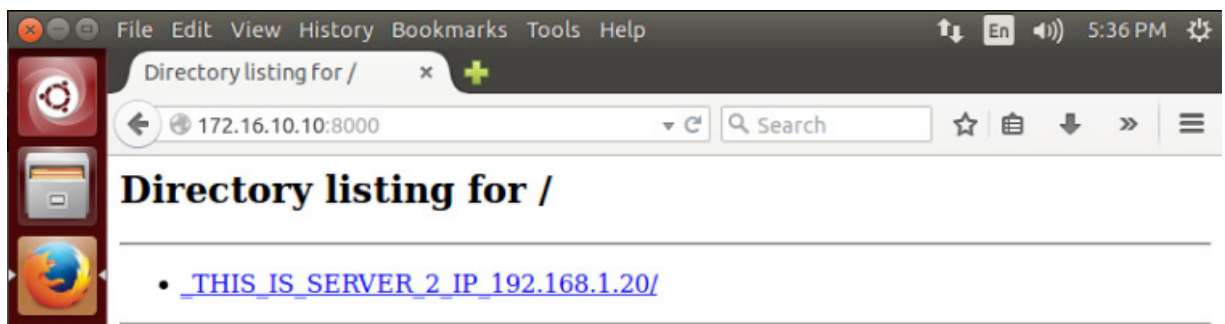 File Edit View History Bookmarks Tools Help En 5:36 PM
Directory listing for / ×
172.16.10.10:8000 Search
Directory listing for /
• _THIS_IS_SERVER_2_IP_192.168.1.20/